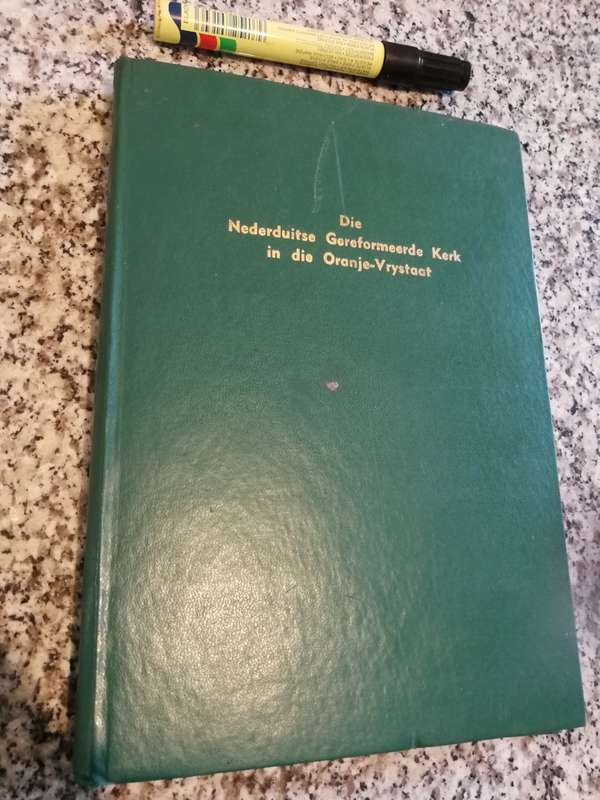 Die
Nederduitse Gereformeerde Kerk
in die Oranje-Vrystaat